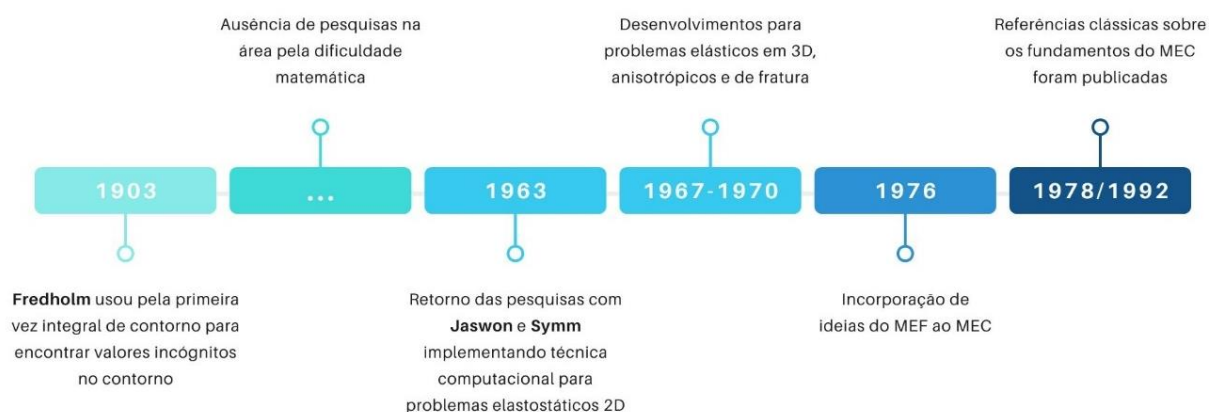 Ausência de pesquisas na
área pela dificuldade
matemática
Desenvolvimentos para
problemas elásticos em 3D,
anisotrópicos e de fratura
Referências clássicas sobre
os fundamentos do MEC
foram publicadas
1903
...
1963
1967-1970
1976
1978/1992
Fredholm usou pela primeira
vez integral de contorno para
encontrar valores incógnitos
no contorno
Retorno das pesquisas com
Jaswon e Symm
implementando técnica
computacional para
problemas elastostáticos 2D
Incorporação de
ideias do MEF ao MEC